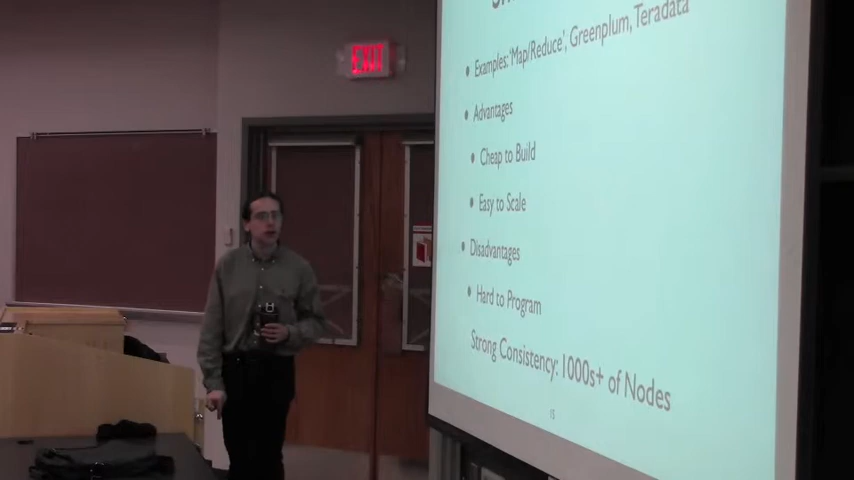 EXIT
Examples: 'Map/Reduce', Greenplum, Teradata
Advantages
Cheap to Build
Easy to Scale
Disadvantages
Hard to Program
Strong Consistency: 1000s+ of Nodes
15